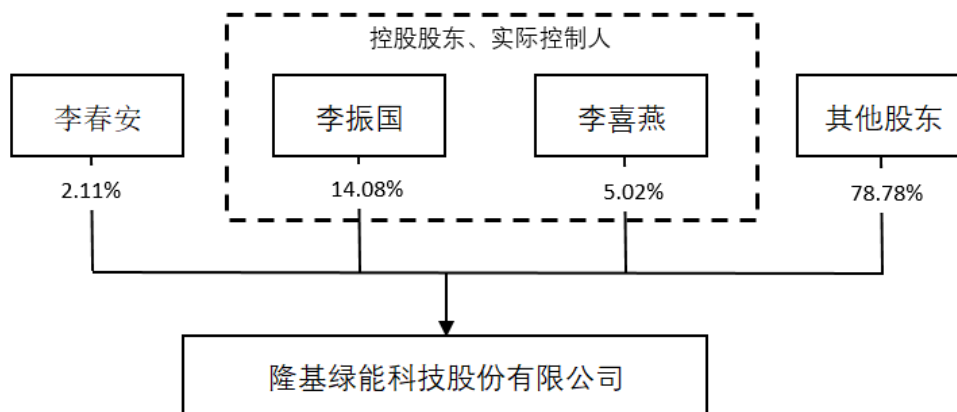 控股股东、实际控制人
李春安
李振国
李喜燕
其他股东
2.11%
14.08%
5.02%
78.78%
隆基绿能科技股份有限公司